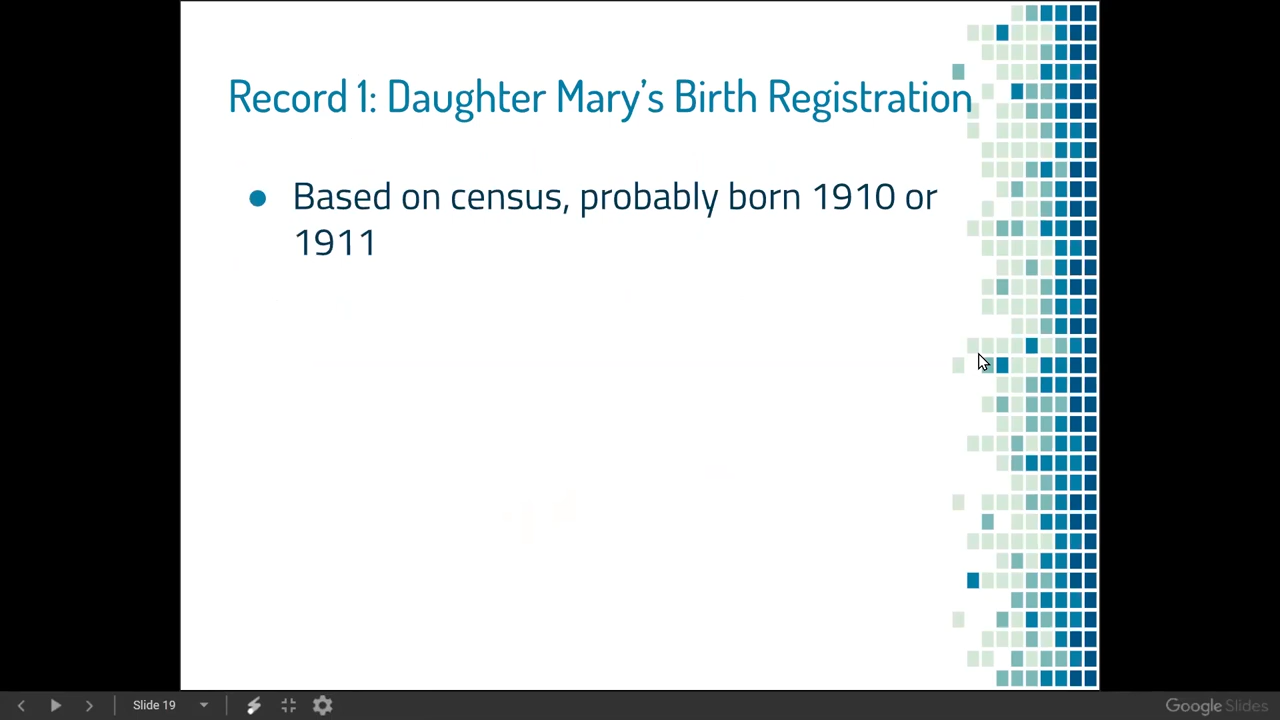 Record 1: Daughter Mary’s Birth Registration
● Based on census, probably born 1910 or
1911
Slide 19
Google Slides